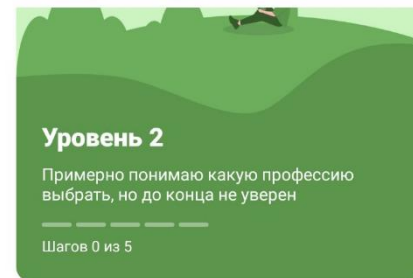 Уровень 2
Примерно понимаю какую профессию
выбрать, но до конца не уверен
Шагов 0 из 5